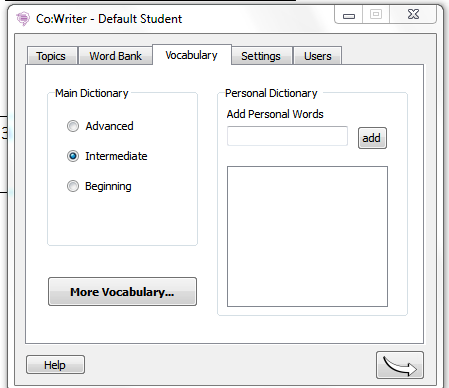 Co:Writer - Default Student
Topics Word Bank Vocabulary Settings Users
Main Dictionary
Advanced
Intermediate
Beginning
More Vocabulary...
Personal Dictionary
Add Personal Words
add
Help
3